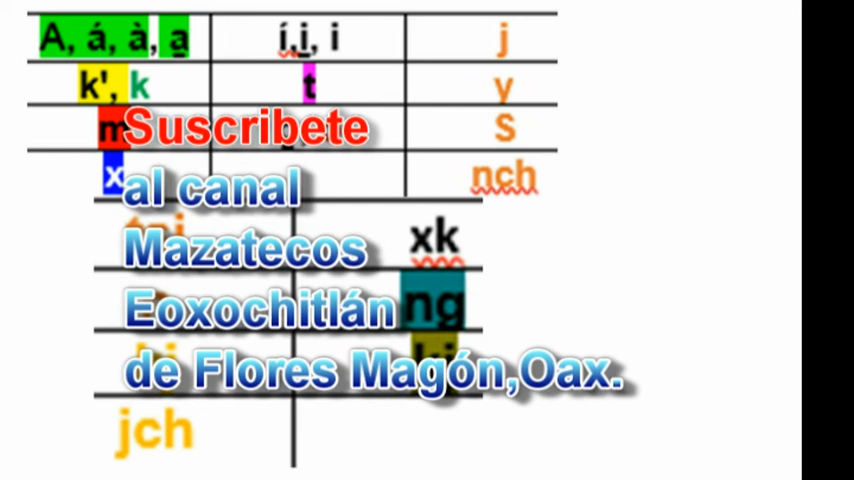 A, á, à, a̱ í,i̱, i j
k', k t y
m S
Suscribete
x nch
al canal
xk
Mazatecos
ng
Eoxochitlán
de Flores Magón,Oax.
jch